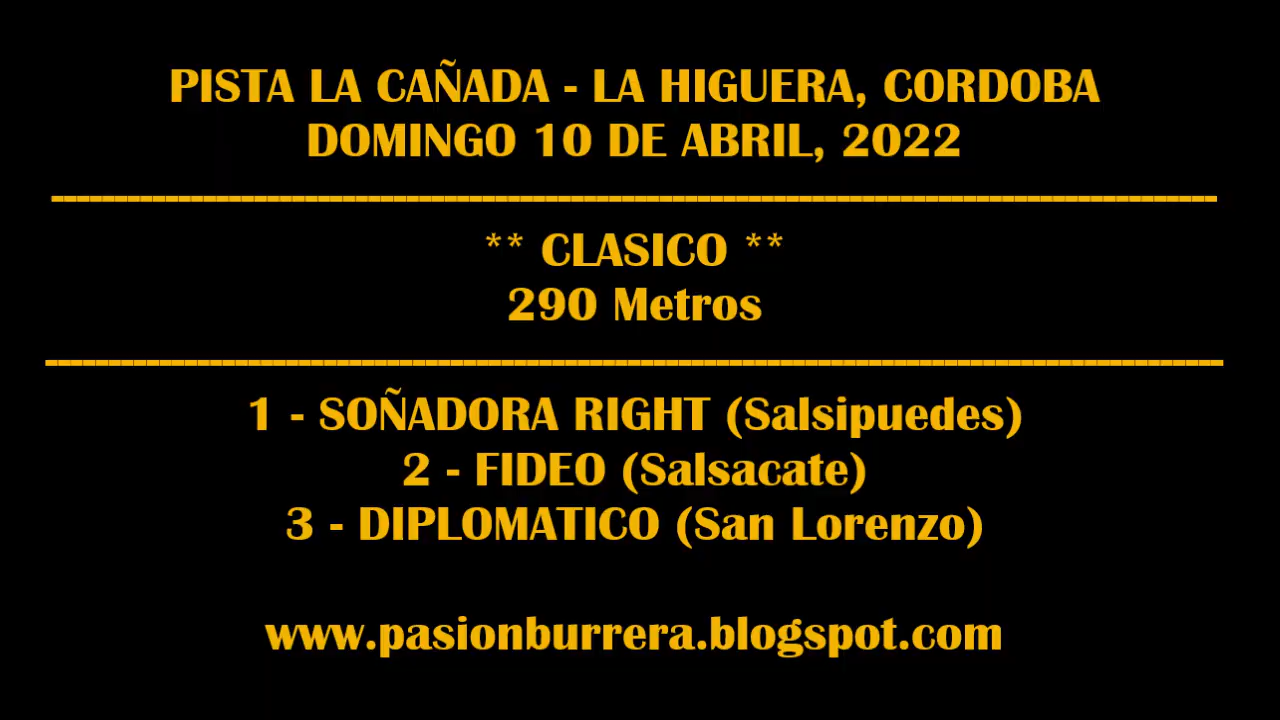 PISTA LA CAÑADA - LA HIGUERA, CORDOBA
DOMINGO 10 DE ABRIL, 2022
** CLASICO **
290 Metros
1 - SOÑADORA RIGHT (Salsipuedes)
2 - FIDEO (Salsacate)
3 - DIPLOMATICO (San Lorenzo)
www.pasionburrera.blogspot.com